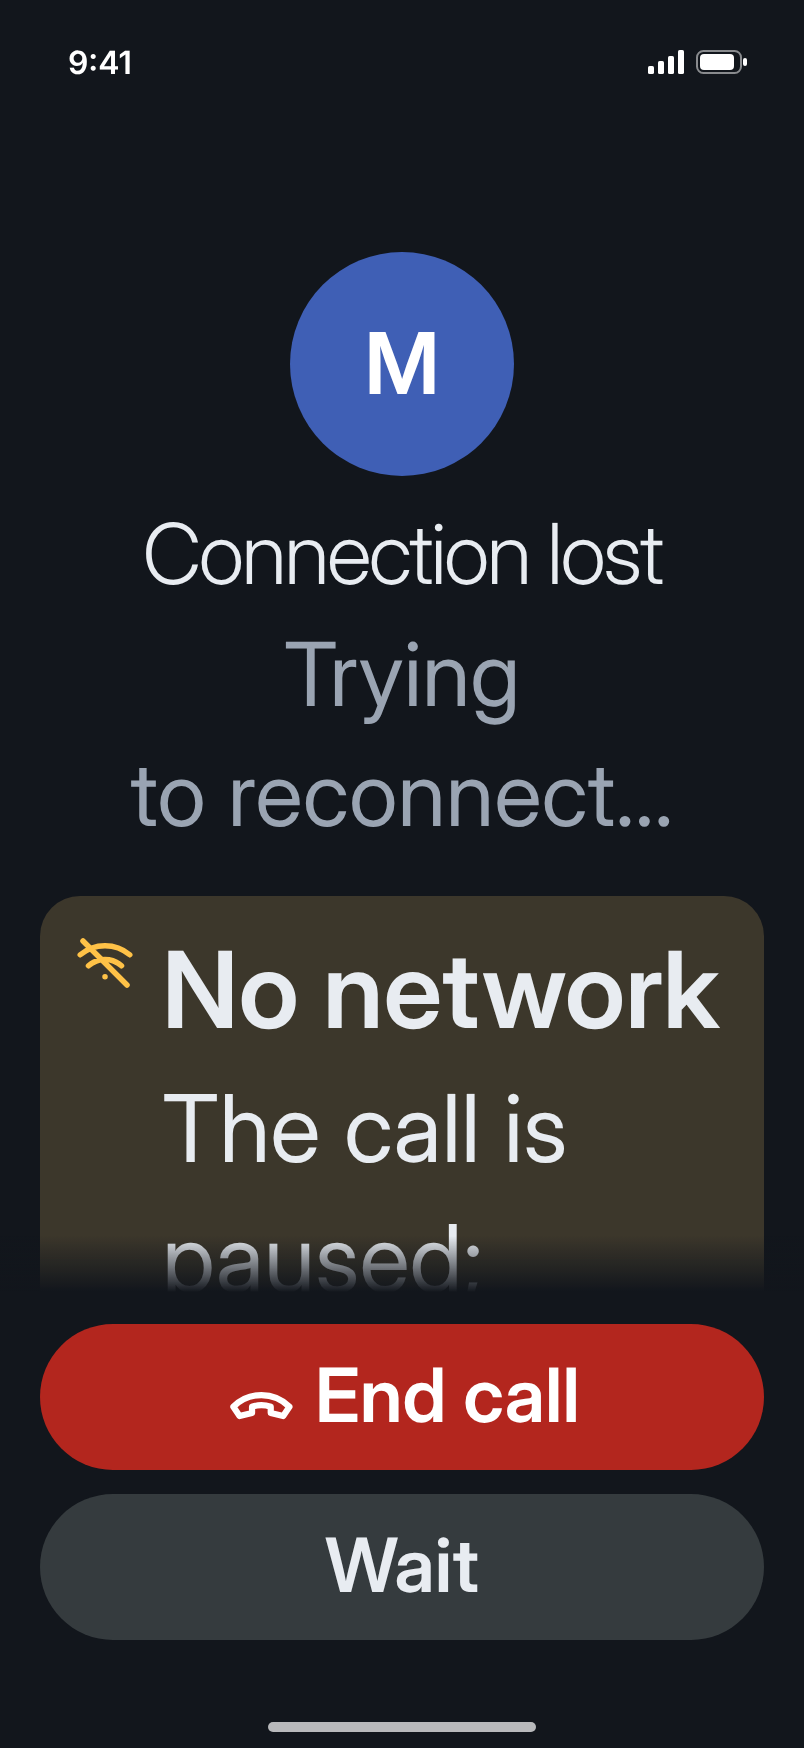 9:41
M
Connection lost
Trying
to reconnect...
No network
The call is
paused;
End call
Wait